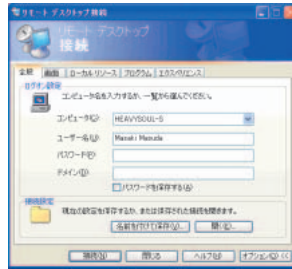 リモート デスクトップ接続
リモート デスクトップ
接続
全般 画面 ローカル リソース プログラム エクスペリエンス
ログオン設定
コンピュータ名を入力するか、一覧から選んでください。
コンピュータ(C): HEAVYSOUL-S
ユーザー名(U): Masaki Matsuda
パスワード(P):
ドメイン(D):
パスワードを保存する(A)
接続設定
現在の設定を保存するか、または保存された接続を開きます。
名前を付けて保存(V)... 開く(E)...
接続(N) 閉じる ヘルプ(H) オプション(O) <<